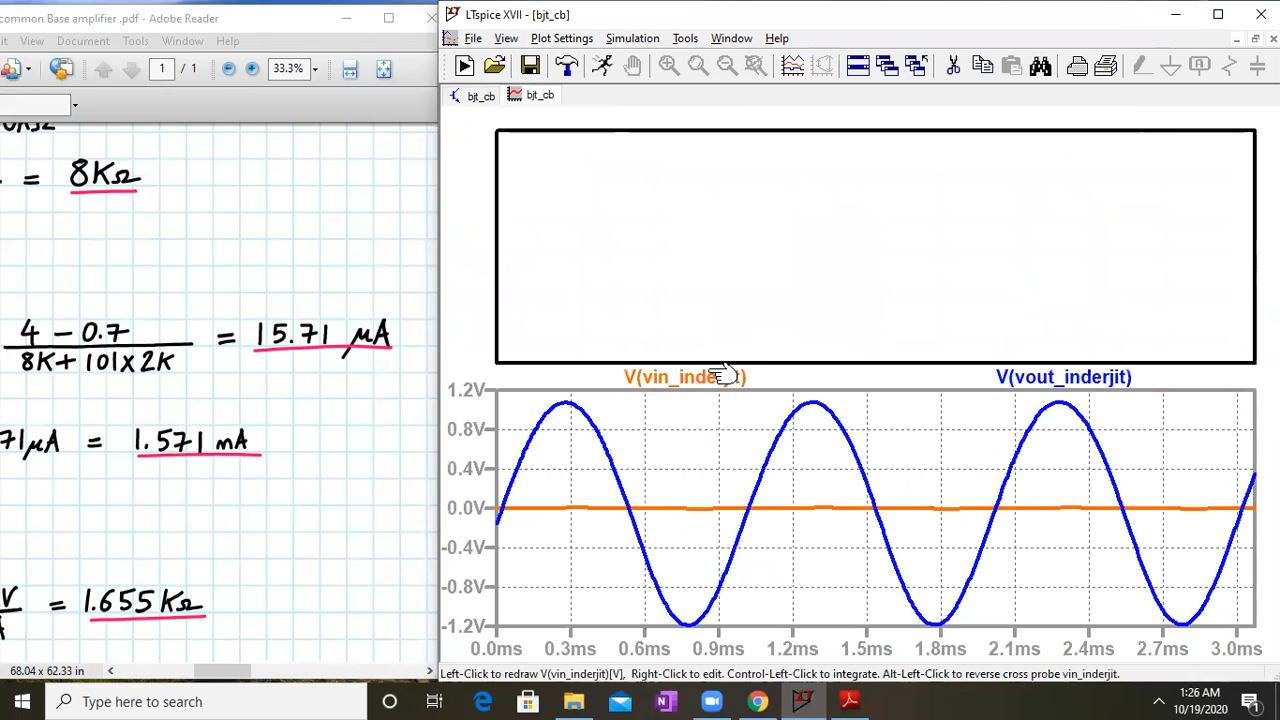 common Base amplifier .pdf - Adobe Reader
View Document Tools Window Help
1 / 1 33.3%
= 8KΩ
4 - 0.7 = 15.71 μA
8K+ 101x2K
71μA = 1.571 mA
V = 1.655 KΩ
68.04 x 62.33 in
LTspice XVII - [bjt_cb]
File View Plot Settings Simulation Tools Window Help
bjt_cb bjt_cb
V(vin_inderjit) V(vout_inderjit)
1.2V
0.8V
0.4V
0.0V
-0.4V
-0.8V
-1.2V
0.0ms 0.3ms 0.6ms 0.9ms 1.2ms 1.5ms 1.8ms 2.1ms 2.4ms 2.7ms 3.0ms
Left-Click to redraw V(vin_inderjit)[V], Right-Click to edit. Control-Left-Click to integrate. Alt-Left-Click to reverse cross probe vin_inderjit.
Type here to search
1:26 AM
10/19/2020